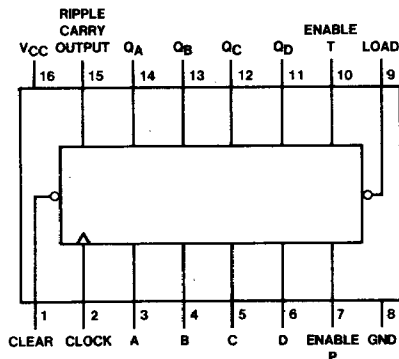 RIPPLE
CARRY ENABLE
VCC OUTPUT QA QB QC QD T LOAD
16 15 14 13 12 11 10 9
1 2 3 4 5 6 7 8
CLEAR CLOCK A B C D ENABLE GND
P